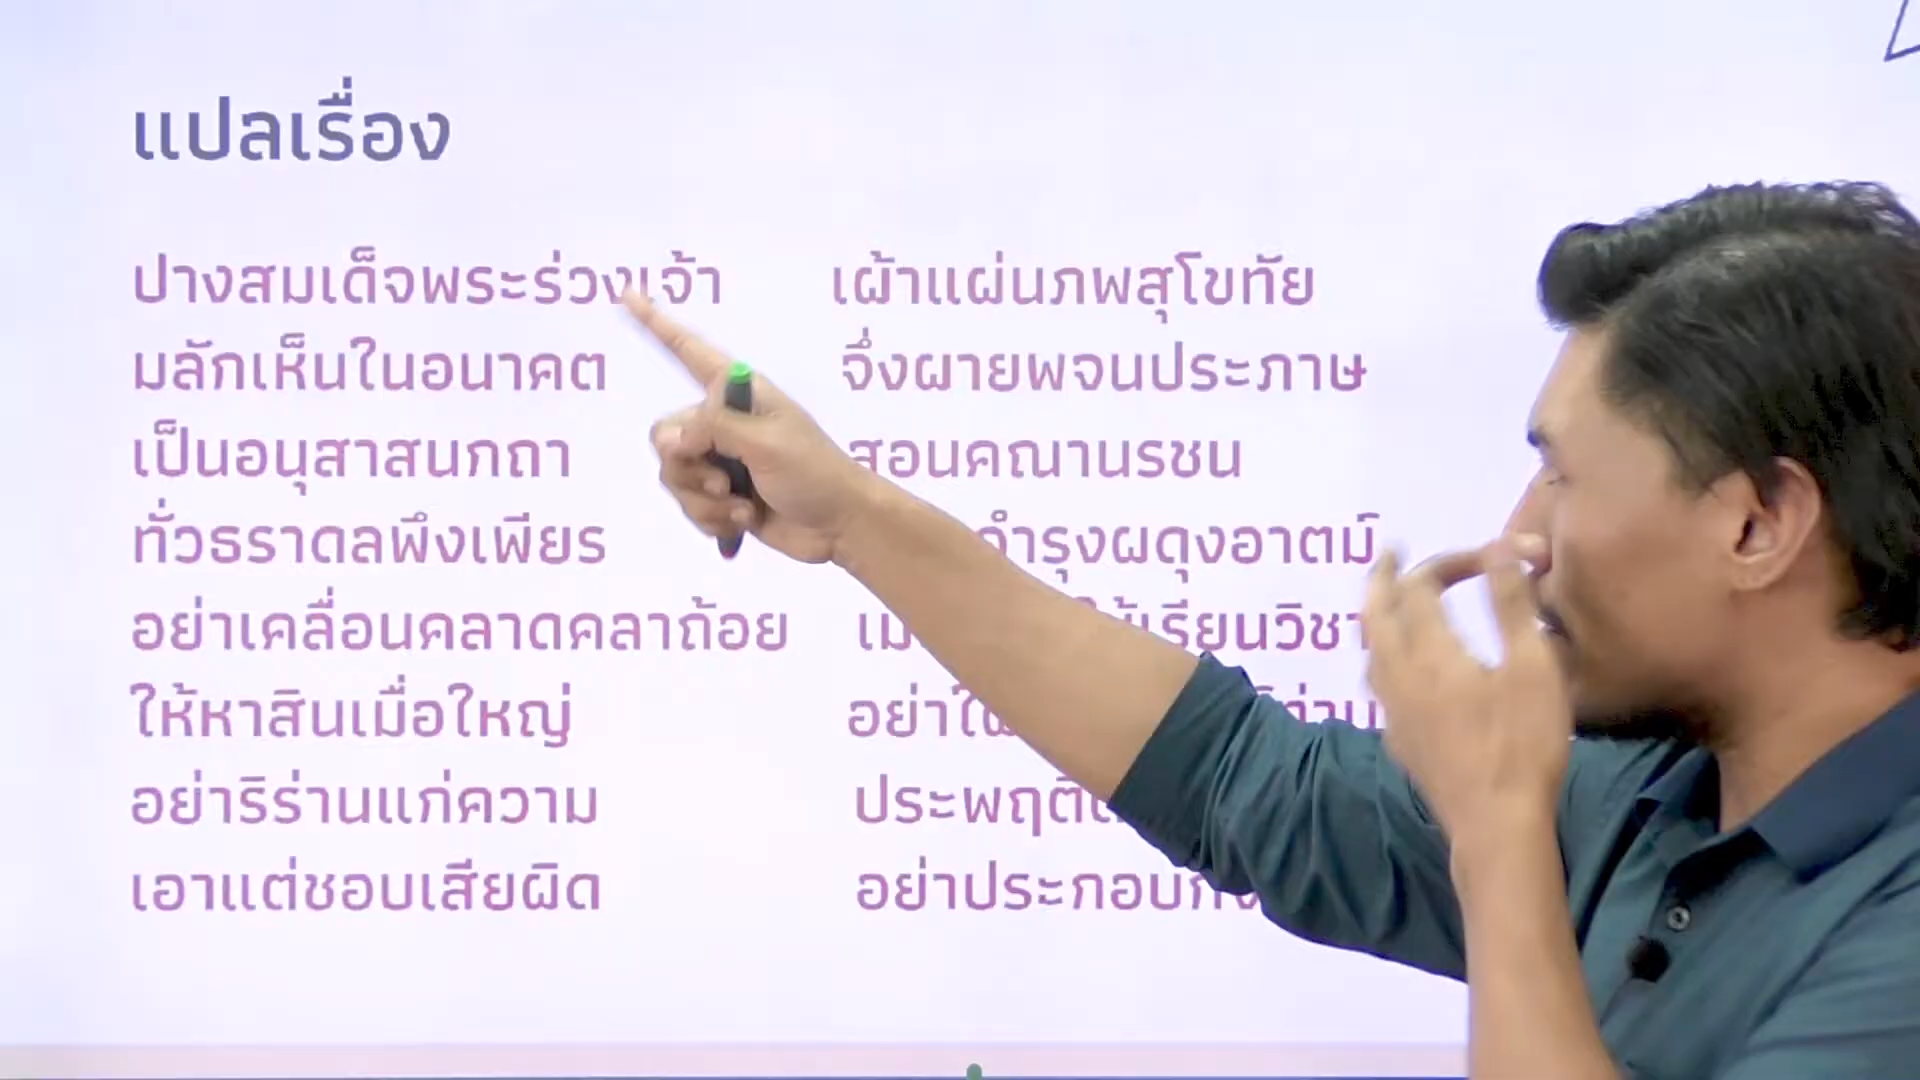 แปลเรื่อง
ปางสมเด็จพระร่วงเจ้า เผ้าแผ่นภพสุโขทัย
มลักเห็นในอนาคต จึ่งผายพจนประภาษ
เป็นอนุสาสนกถา สอนคณานรชน
ทั่วธราดลพึงเพียร ดำรุงผดุงอาตม์
อย่าเคลื่อนคลาดคลาถ้อย ให้เรียนวิชา
ให้หาสินเมื่อใหญ่ อย่า
อย่าริร่านแก่ความ
เอาแต่ชอบเสียผิด อย่าประกอบ